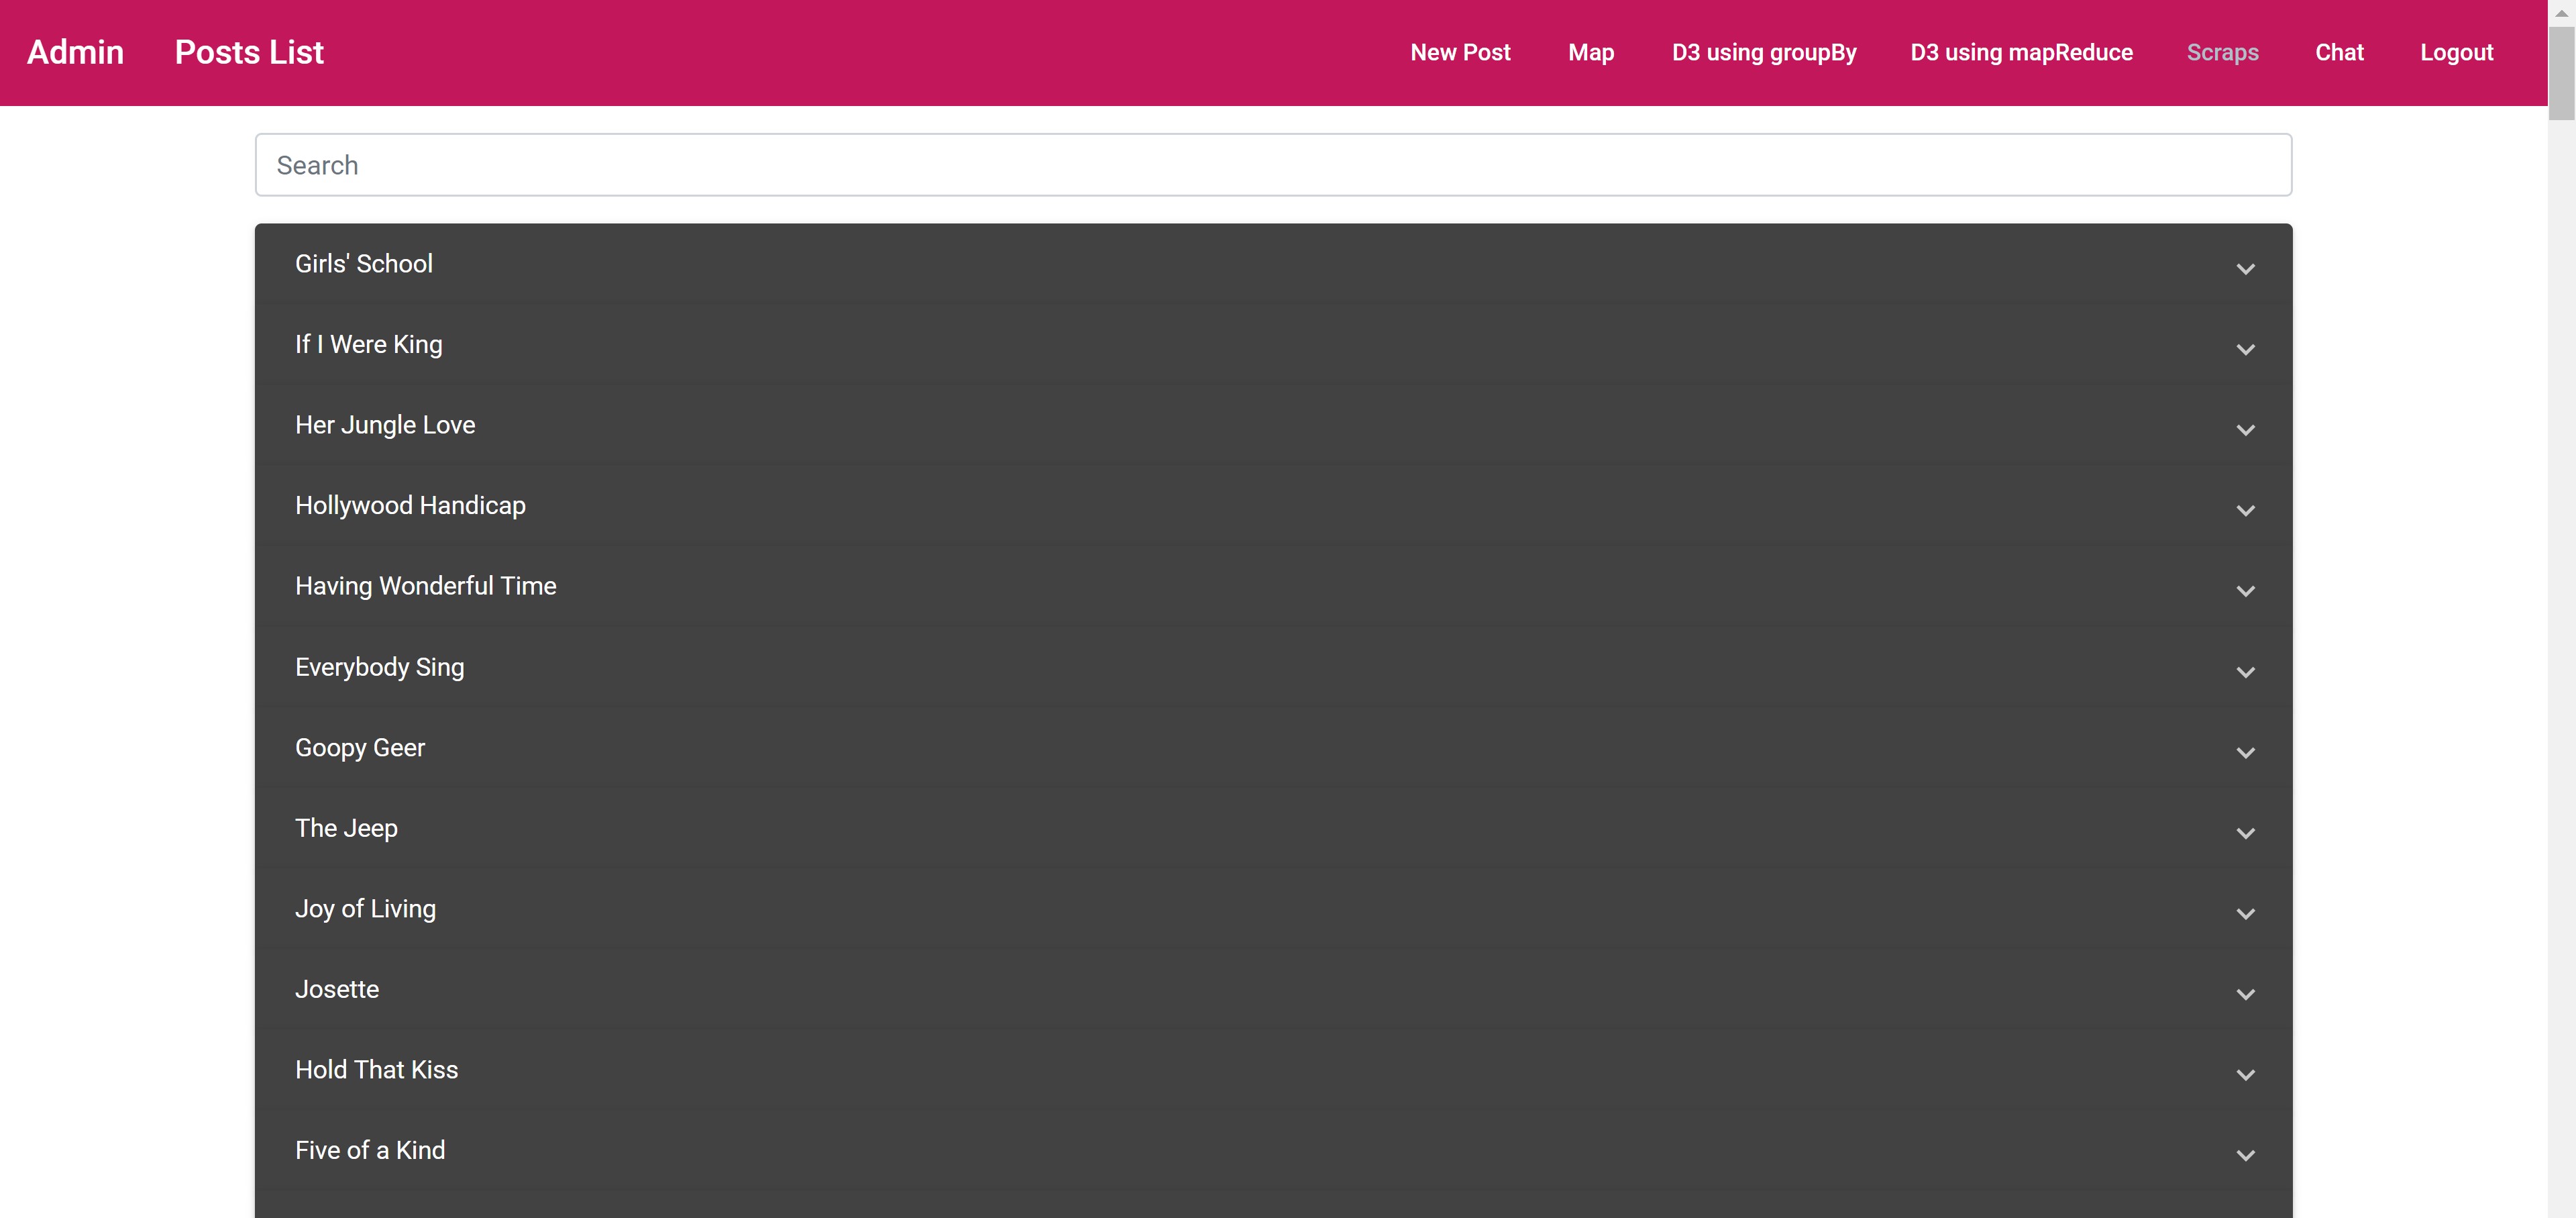 Admin Posts List New Post Map D3 using groupBy D3 using mapReduce Scraps Chat Logout
Search
Girls' School
If I Were King
Her Jungle Love
Hollywood Handicap
Having Wonderful Time
Everybody Sing
Goopy Geer
The Jeep
Joy of Living
Josette
Hold That Kiss
Five of a Kind